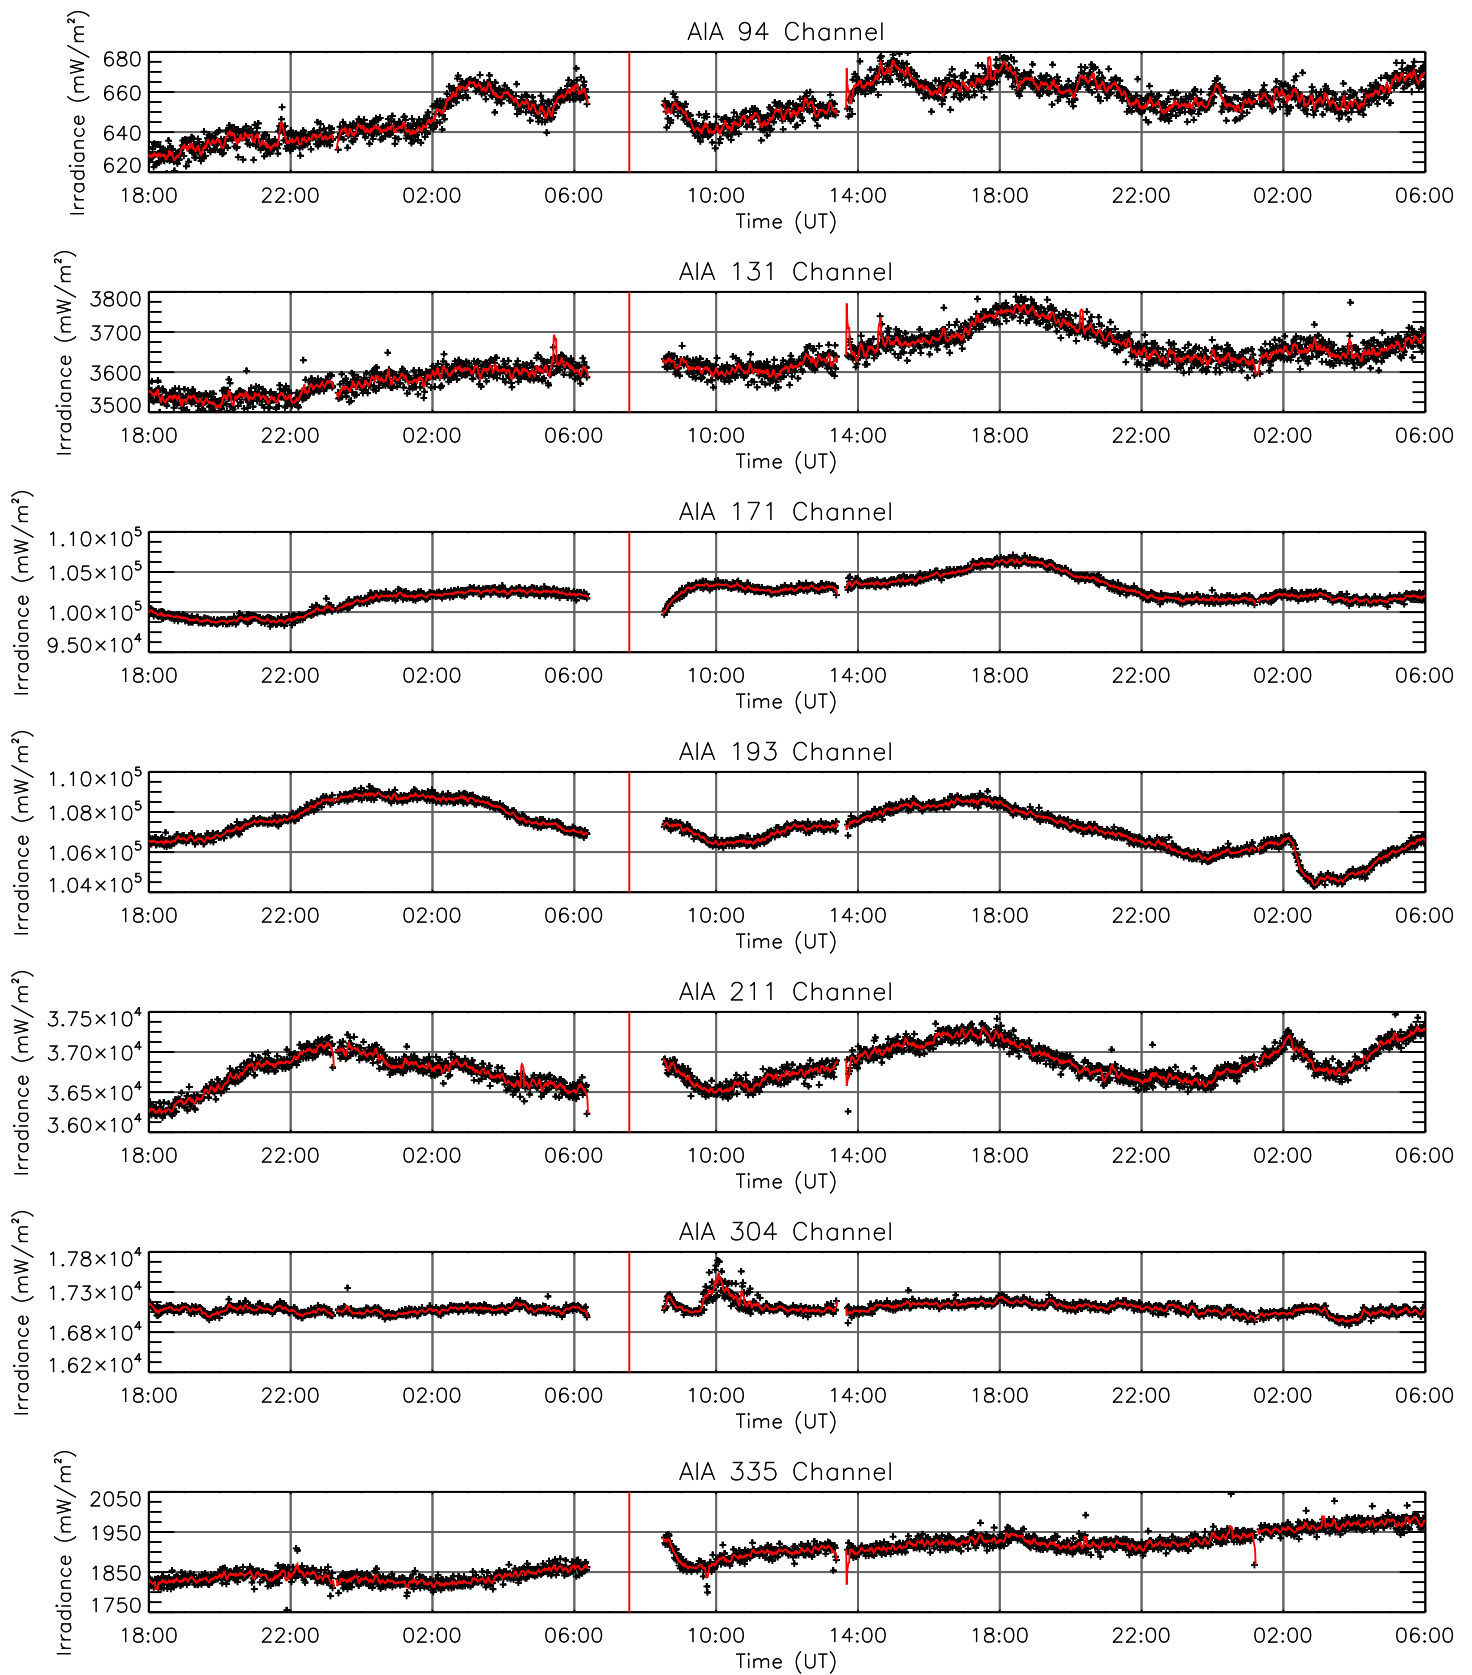 AIA 94 Channel
Irradiance (mW/m²)
680
660
640
620
18:00 22:00 02:00 06:00 10:00 14:00 18:00 22:00 02:00 06:00
Time (UT)
AIA 131 Channel
Irradiance (mW/m²)
3800
3700
3600
3500
18:00 22:00 02:00 06:00 10:00 14:00 18:00 22:00 02:00 06:00
Time (UT)
AIA 171 Channel
Irradiance (mW/m²)
1.10×10⁵
1.05×10⁵
1.00×10⁵
9.50×10⁴
18:00 22:00 02:00 06:00 10:00 14:00 18:00 22:00 02:00 06:00
Time (UT)
AIA 193 Channel
Irradiance (mW/m²)
1.10×10⁵
1.08×10⁵
1.06×10⁵
1.04×10⁵
18:00 22:00 02:00 06:00 10:00 14:00 18:00 22:00 02:00 06:00
Time (UT)
AIA 211 Channel
Irradiance (mW/m²)
3.75×10⁴
3.70×10⁴
3.65×10⁴
3.60×10⁴
18:00 22:00 02:00 06:00 10:00 14:00 18:00 22:00 02:00 06:00
Time (UT)
AIA 304 Channel
Irradiance (mW/m²)
1.78×10⁴
1.73×10⁴
1.68×10⁴
1.62×10⁴
18:00 22:00 02:00 06:00 10:00 14:00 18:00 22:00 02:00 06:00
Time (UT)
AIA 335 Channel
Irradiance (mW/m²)
2050
1950
1850
1750
18:00 22:00 02:00 06:00 10:00 14:00 18:00 22:00 02:00 06:00
Time (UT)